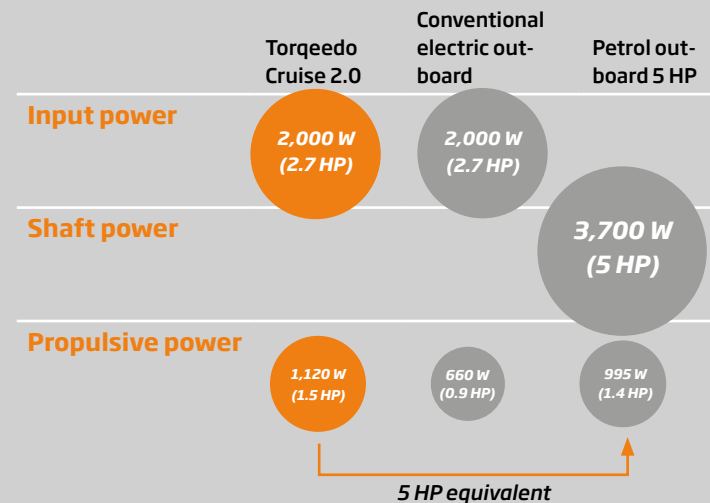 Torqeedo
Cruise 2.0
Conventional
electric out-
board
Petrol out-
board 5 HP
Input power
2,000 W
(2.7 HP)
2,000 W
(2.7 HP)
Shaft power
3,700 W
(5 HP)
Propulsive power
1,120 W
(1.5 HP)
660 W
(0.9 HP)
995 W
(1.4 HP)
5 HP equivalent